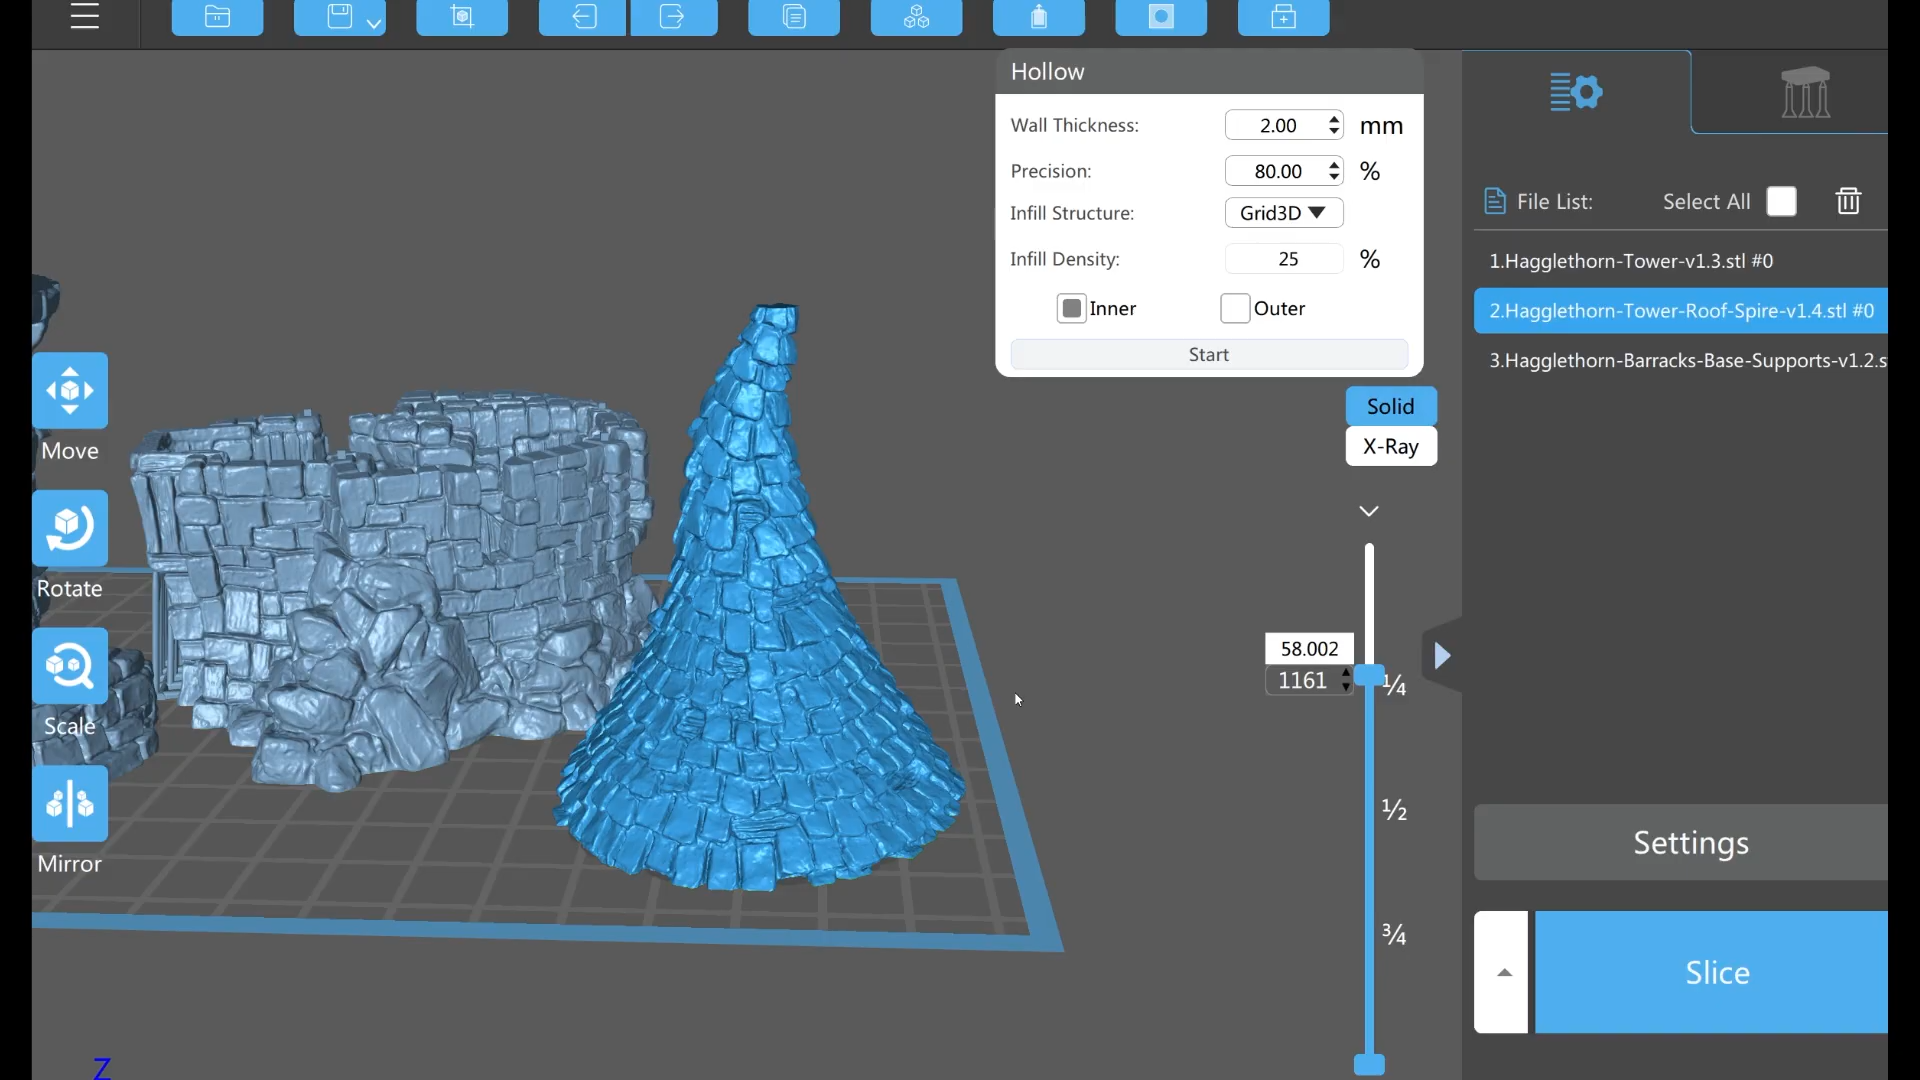 Hollow
Wall Thickness: 2.00 mm
Precision: 80.00 %
Infill Structure: Grid3D
Infill Density: 25 %
Inner Outer
Start
Solid
X-Ray
58.002
1161
¼
½
¾
Move
Rotate
Scale
Mirror
Z
File List: Select All
1.Hagglethorn-Tower-v1.3.stl #0
2.Hagglethorn-Tower-Roof-Spire-v1.4.stl #0
3.Hagglethorn-Barracks-Base-Supports-v1.2.s
Settings
Slice